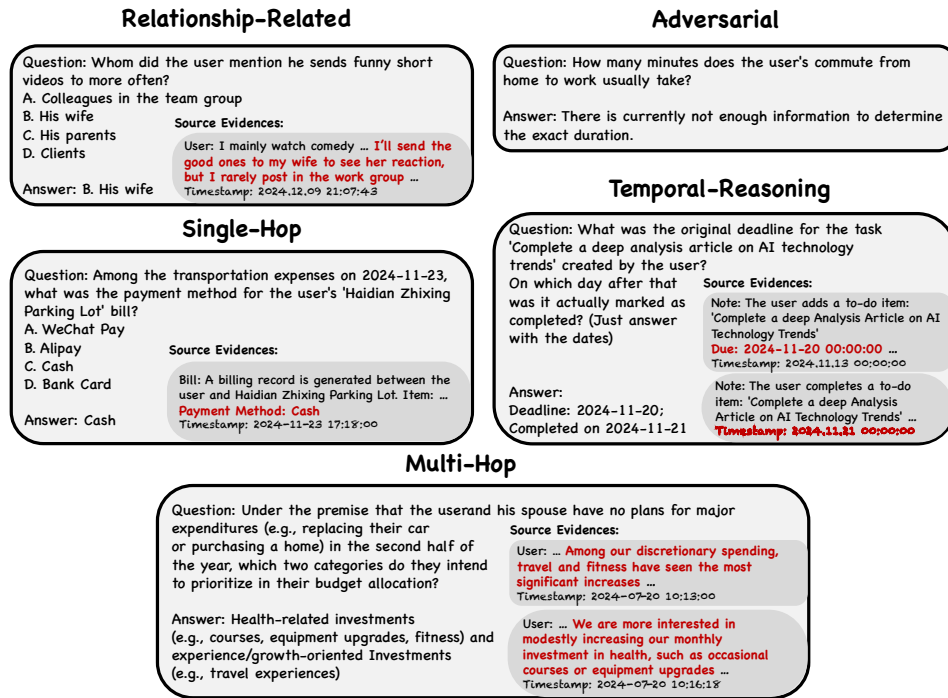 Relationship-Related
Question: Whom did the user mention he sends funny short
videos to more often?
A. Colleagues in the team group
B. His wife
C. His parents
D. Clients
Answer: B. His wife
Source Evidences:
User: I mainly watch comedy ... I'll send the
good ones to my wife to see her reaction,
but I rarely post in the work group ...
Timestamp: 2024.12.09 21:07:43
Adversarial
Question: How many minutes does the user's commute from
home to work usually take?
Answer: There is currently not enough information to determine
the exact duration.
Single-Hop
Question: Among the transportation expenses on 2024-11-23,
what was the payment method for the user's 'Haidian Zhixing
Parking Lot' bill?
A. WeChat Pay
B. Alipay
C. Cash
D. Bank Card
Answer: Cash
Source Evidences:
Bill: A billing record is generated between the
user and Haidian Zhixing Parking Lot. Item: ...
Payment Method: Cash
Timestamp: 2024-11-23 17:18:00
Temporal-Reasoning
Question: What was the original deadline for the task
'Complete a deep analysis article on AI technology
trends' created by the user?
On which day after that
was it actually marked as
completed? (Just answer
with the dates)
Answer:
Deadline: 2024-11-20;
Completed on 2024-11-21
Source Evidences:
Note: The user adds a to-do item:
'Complete a deep Analysis Article on AI
Technology Trends'
Due: 2024-11-20 00:00:00 ...
Timestamp: 2024.11.13 00:00:00
Note: The user completes a to-do
item: 'Complete a deep Analysis
Article on AI Technology Trends' ...
Timestamp: 2024.11.21 00:00:00
Multi-Hop
Question: Under the premise that the userand his spouse have no plans for major
expenditures (e.g., replacing their car
or purchasing a home) in the second half of
the year, which two categories do they intend
to prioritize in their budget allocation?
Answer: Health-related investments
(e.g., courses, equipment upgrades, fitness) and
experience/growth-oriented Investments
(e.g., travel experiences)
Source Evidences:
User: ... Among our discretionary spending,
travel and fitness have seen the most
significant increases ...
Timestamp: 2024-07-20 10:13:00
User: ... We are more interested in
modestly increasing our monthly
investment in health, such as occasional
courses or equipment upgrades ...
Timestamp: 2024-07-20 10:16:18